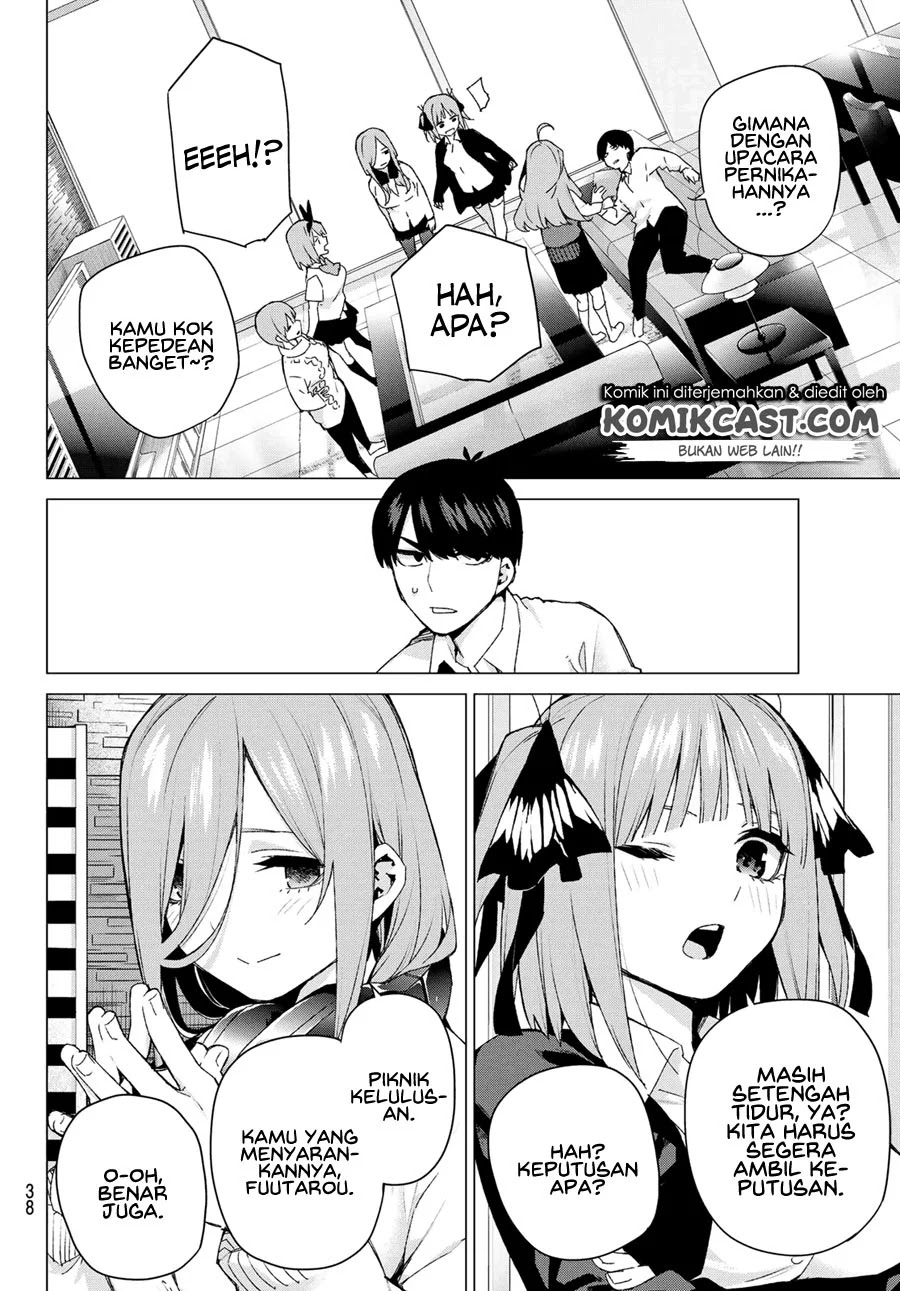 GIMANA
DENGAN
UPACARA
PERNIKA-
HANNYA
...?
EEEH!?
HAH,
APA?
KAMU KOK
KEPEDEAN
BANGET~?
Komik ini diterjemahkan & diedit oleh
KOMIKCAST.COM
BUKAN WEB LAIN!!
MASIH
SETENGAH
TIDUR, YA?
KITA HARUS
SEGERA
AMBIL KE-
PUTUSAN.
HAH?
KEPUTUSAN
APA?
PIKNIK
KELULUS-
AN.
KAMU YANG
MENYARAN-
KANNYA,
FUUTAROU.
O-OH,
BENAR
JUGA.
38